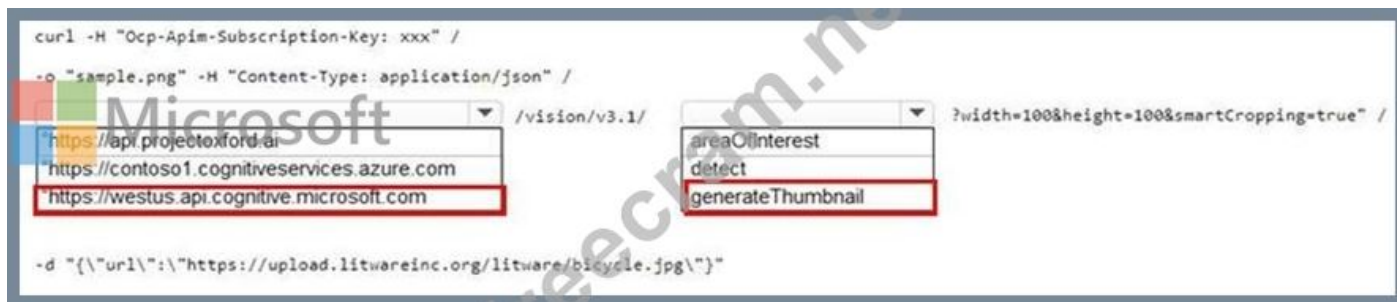 curl -H "Ocp-Apim-Subscription-Key: xxx" /
-o "sample.png" -H "Content-Type: application/json" /
Microsoft
/vision/v3.1/ ?width=100&height=100&smartCropping=true" /
"https://api.projectoxford.ai
"https://contoso1.cognitiveservices.azure.com
"https://westus.api.cognitive.microsoft.com
areaOfInterest
detect
generateThumbnail
-d "{\"url\":\"https://upload.litwareinc.org/litware/bicycle.jpg\"}"